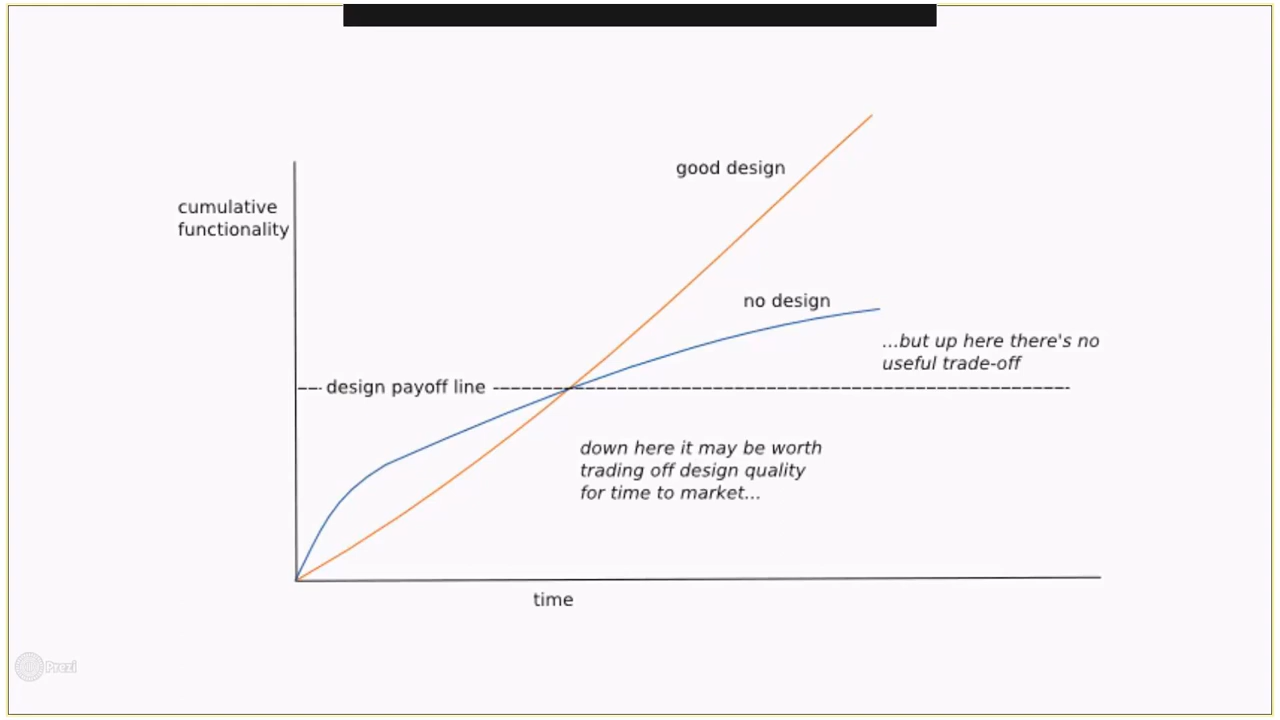 good design
cumulative
functionality
no design
...but up here there's no
useful trade-off
design payoff line
down here it may be worth
trading off design quality
for time to market...
time
Prezi